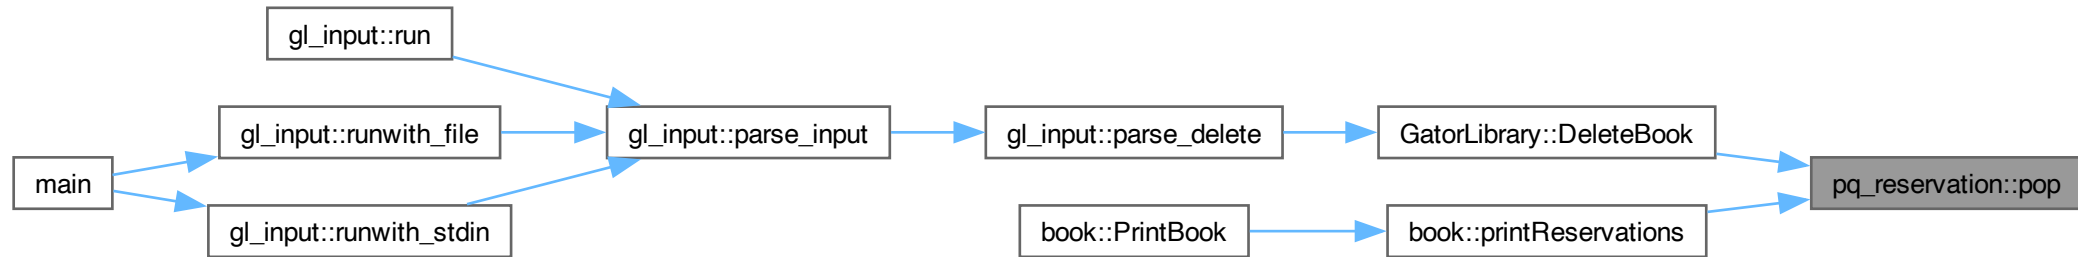 gl_input::run
gl_input::runwith_file
gl_input::parse_input
gl_input::parse_delete
GatorLibrary::DeleteBook
main
pq_reservation::pop
gl_input::runwith_stdin
book::PrintBook
book::printReservations